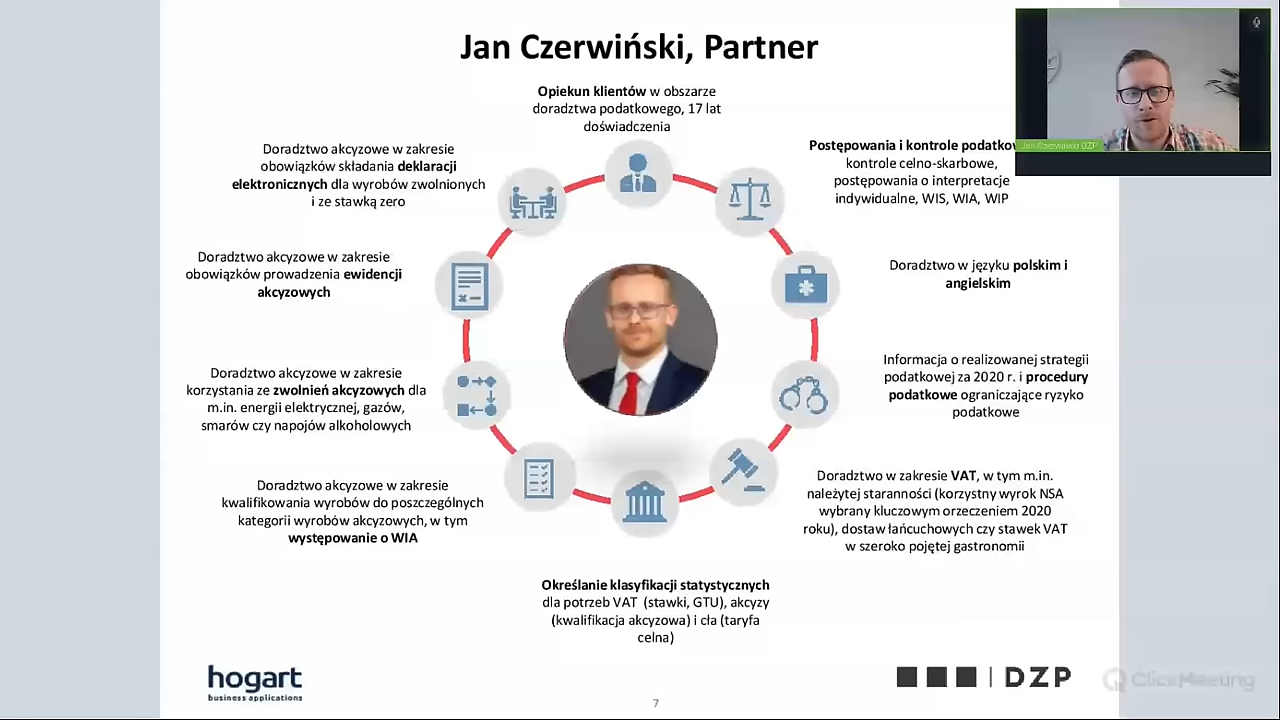 Jan Czerwiński, Partner
Opiekun klientów w obszarze
doradztwa podatkowego, 17 lat
doświadczenia
Postępowania i kontrole
kontrole celno-skarbowe,
postępowania o interpretacje
indywidualne, WIS, WIA, WIP
Jan Czerwiński DZP
Doradztwo w języku polskim i
angielskim
Informacja o realizowanej strategii
podatkowej za 2020 r. i procedury
podatkowe ograniczające ryzyko
podatkowe
Doradztwo w zakresie VAT, w tym m.in.
należytej staranności (korzystny wyrok NSA
wybrany kluczowym orzeczeniem 2020
roku), dostaw łańcuchowych czy stawek VAT
w szeroko pojętej gastronomii
Określanie klasyfikacji statystycznych
dla potrzeb VAT (stawki, GTU), akcyzy
(kwalifikacja akcyzowa) i cła (taryfa
celna)
Doradztwo akcyzowe w zakresie
kwalifikowania wyrobów do poszczególnych
kategorii wyrobów akcyzowych, w tym
występowanie o WIA
Doradztwo akcyzowe w zakresie
korzystania ze zwolnień akcyzowych dla
m.in. energii elektrycznej, gazów,
smarów czy napojów alkoholowych
Doradztwo akcyzowe w zakresie
obowiązków prowadzenia ewidencji
akcyzowych
Doradztwo akcyzowe w zakresie
obowiązków składania deklaracji
elektronicznych dla wyrobów zwolnionych
i ze stawką zero
hogart
business applications
7
DZP
ClickMeeting